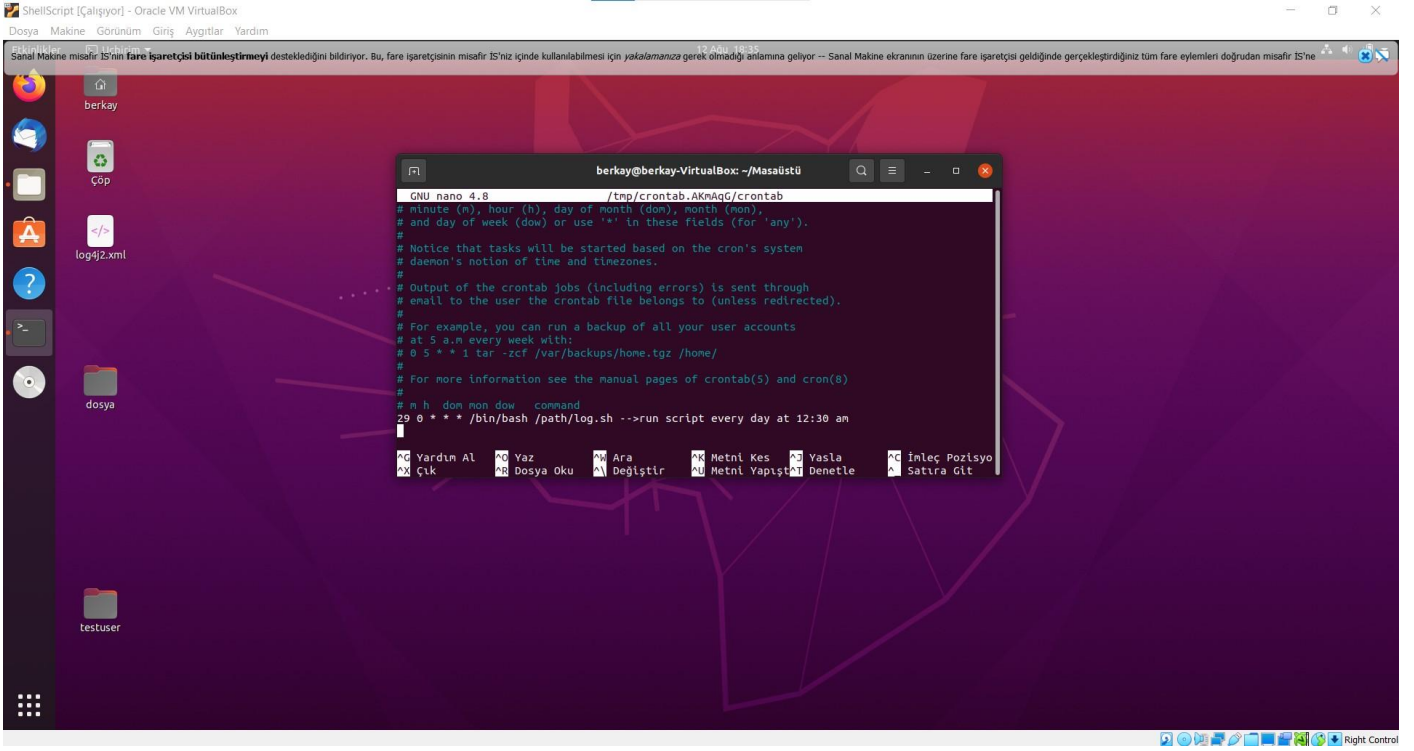 ShellScript [Çalışıyor] - Oracle VM VirtualBox
Dosya Makine Görünüm Giriş Aygıtlar Yardım
Etkinlikler Uçbirim 12 Ağu 18:35
Sanal Makine misafir İS'nin fare işaretçisi bütünleştirmeyi desteklediğini bildiriyor. Bu, fare işaretçisinin misafir İS'niz içinde kullanılabilmesi için yakalamanıza gerek olmadığı anlamına geliyor -- Sanal Makine ekranının üzerine fare işaretçisi geldiğinde gerçekleştirdiğiniz tüm fare eylemleri doğrudan misafir İS'ne
berkay
Çöp
log4j2.xml
dosya
testuser
berkay@berkay-VirtualBox: ~/Masaüstü
GNU nano 4.8 /tmp/crontab.AKmAqG/crontab
# minute (m), hour (h), day of month (dom), month (mon),
# and day of week (dow) or use '*' in these fields (for 'any').
#
# Notice that tasks will be started based on the cron's system
# daemon's notion of time and timezones.
#
# Output of the crontab jobs (including errors) is sent through
# email to the user the crontab file belongs to (unless redirected).
#
# For example, you can run a backup of all your user accounts
# at 5 a.m every week with:
# 0 5 * * 1 tar -zcf /var/backups/home.tgz /home/
#
# For more information see the manual pages of crontab(5) and cron(8)
#
# m h  dom mon dow   command
29 0 * * * /bin/bash /path/log.sh -->run script every day at 12:30 am
^G Yardım Al ^O Yaz ^W Ara ^K Metni Kes ^J Yasla ^C İmleç Pozisyo
^X Çık ^R Dosya Oku ^\ Değiştir ^U Metni Yapışt^T Denetle ^_ Satıra Git
Right Control